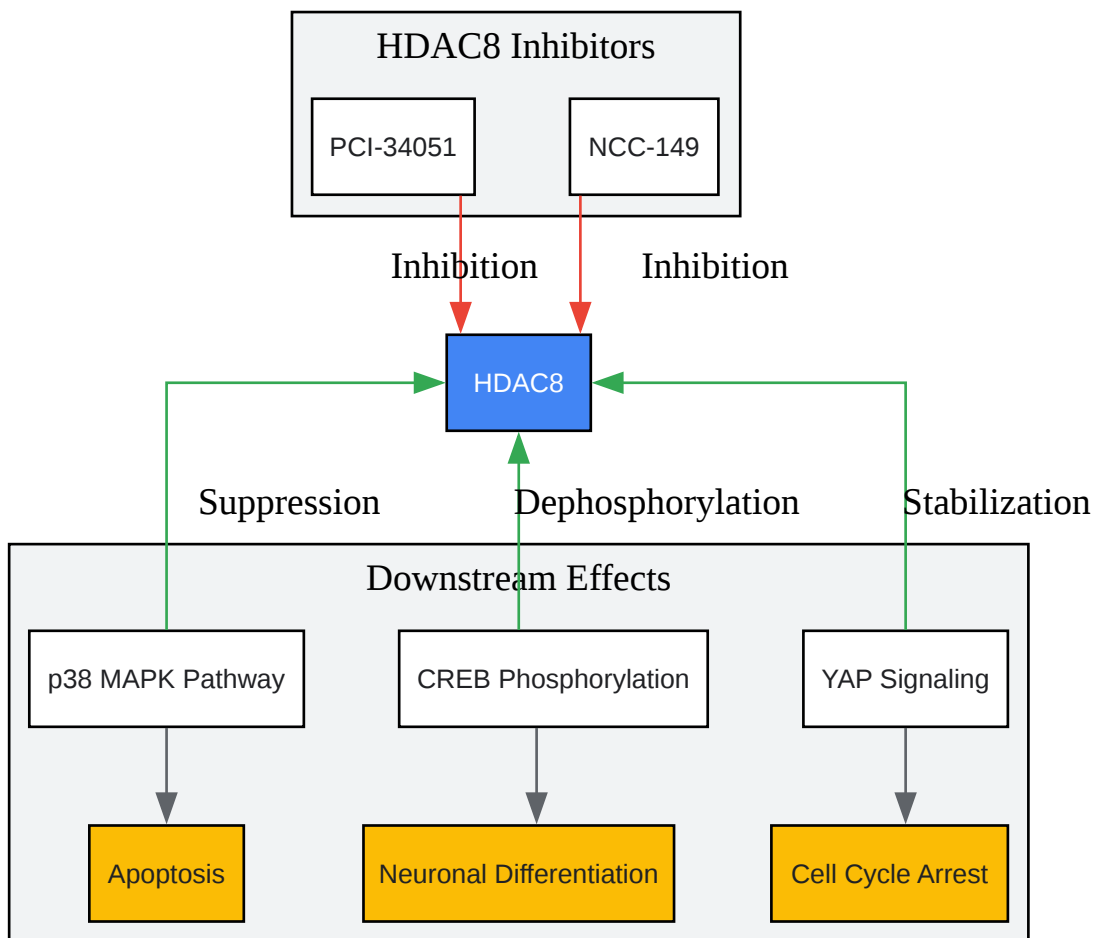 HDAC8 Inhibitors
PCI-34051
NCC-149
Inhibition
Inhibition
HDAC8
Suppression
Dephosphorylation
Stabilization
Downstream Effects
p38 MAPK Pathway
CREB Phosphorylation
YAP Signaling
Apoptosis
Neuronal Differentiation
Cell Cycle Arrest